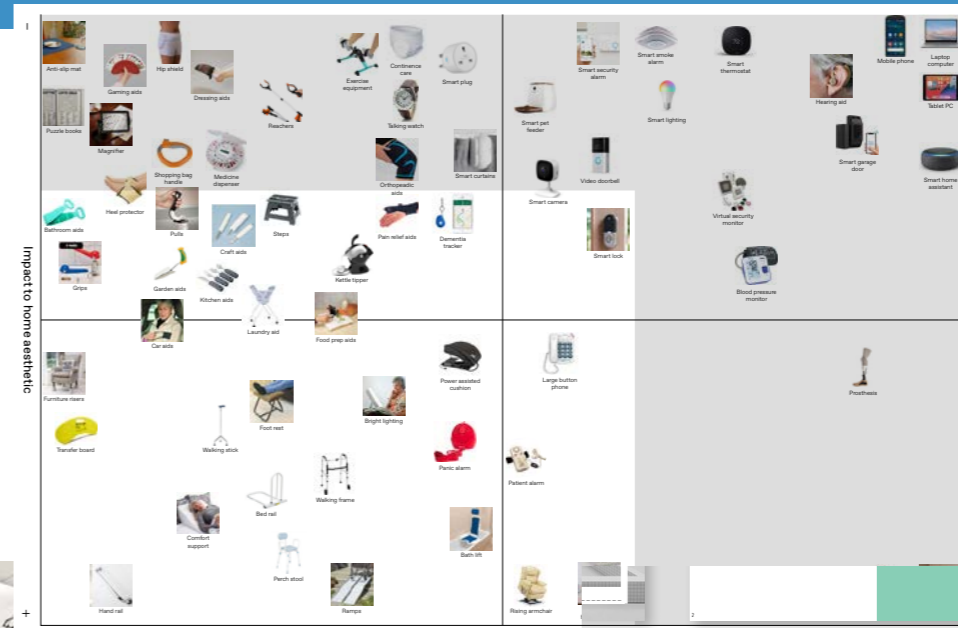 –
Impact to home aesthetic
+
Anti-slip mat
Gaming aids
Hip shield
Dressing aids
Puzzle books
Magnifier
Shopping bag
handle
Medicine
dispenser
Heel protector
Reachers
Exercise
equipment
Continence
care
Smart plug
Talking watch
Orthopeadic
aids
Smart curtains
Smart security
alarm
Smart smoke
alarm
Smart
thermostat
Smart pet
feeder
Smart lighting
Smart camera
Video doorbell
Mobile phone
Laptop
computer
Hearing aid
Tablet PC
Smart garage
door
Smart home
assistant
Virtual security
monitor
Smart lock
Blood pressure
monitor
Bathroom aids
Pulls
Craft aids
Steps
Pain relief aids
Dementia
tracker
Grips
Garden aids
Kitchen aids
Kettle tipper
Laundry aid
Car aids
Food prep aids
Furniture risers
Transfer board
Walking stick
Foot rest
Bright lighting
Power assisted
cushion
Large button
phone
Prosthesis
Panic alarm
Patient alarm
Walking frame
Bed rail
Comfort
support
Perch stool
Bath lift
Hand rail
Ramps
Rising armchair